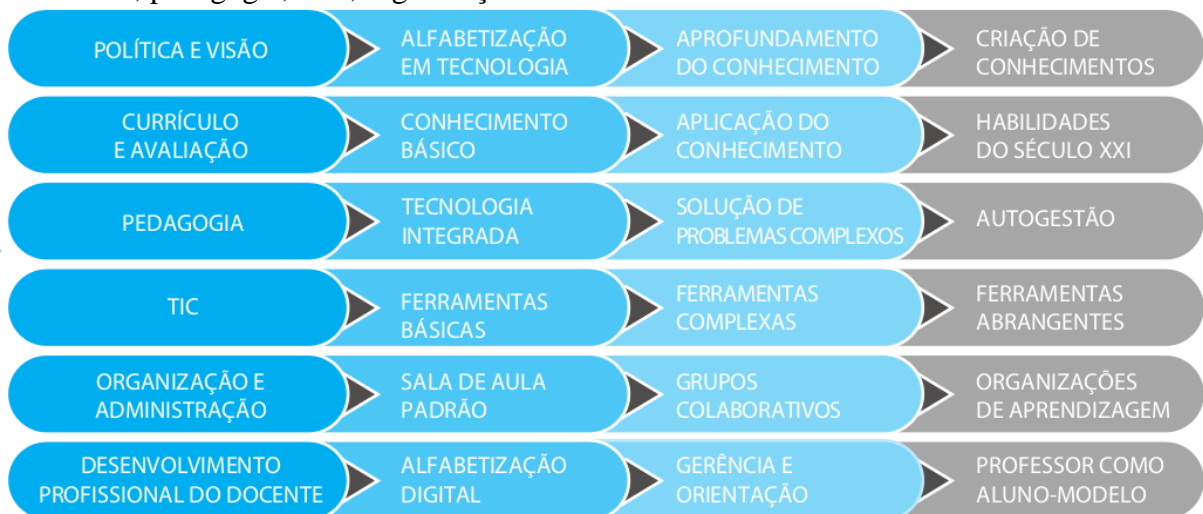 POLÍTICA E VISÃO
ALFABETIZAÇÃO
EM TECNOLOGIA
APROFUNDAMENTO
DO CONHECIMENTO
CRIAÇÃO DE
CONHECIMENTOS
CURRÍCULO
E AVALIAÇÃO
CONHECIMENTO
BÁSICO
APLICAÇÃO DO
CONHECIMENTO
HABILIDADES
DO SÉCULO XXI
PEDAGOGIA
TECNOLOGIA
INTEGRADA
SOLUÇÃO DE
PROBLEMAS COMPLEXOS
AUTOGESTÃO
TIC
FERRAMENTAS
BÁSICAS
FERRAMENTAS
COMPLEXAS
FERRAMENTAS
ABRANGENTES
ORGANIZAÇÃO E
ADMINISTRAÇÃO
SALA DE AULA
PADRÃO
GRUPOS
COLABORATIVOS
ORGANIZAÇÕES
DE APRENDIZAGEM
DESENVOLVIMENTO
PROFISSIONAL DO DOCENTE
ALFABETIZAÇÃO
DIGITAL
GERÊNCIA E
ORIENTAÇÃO
PROFESSOR COMO
ALUNO-MODELO